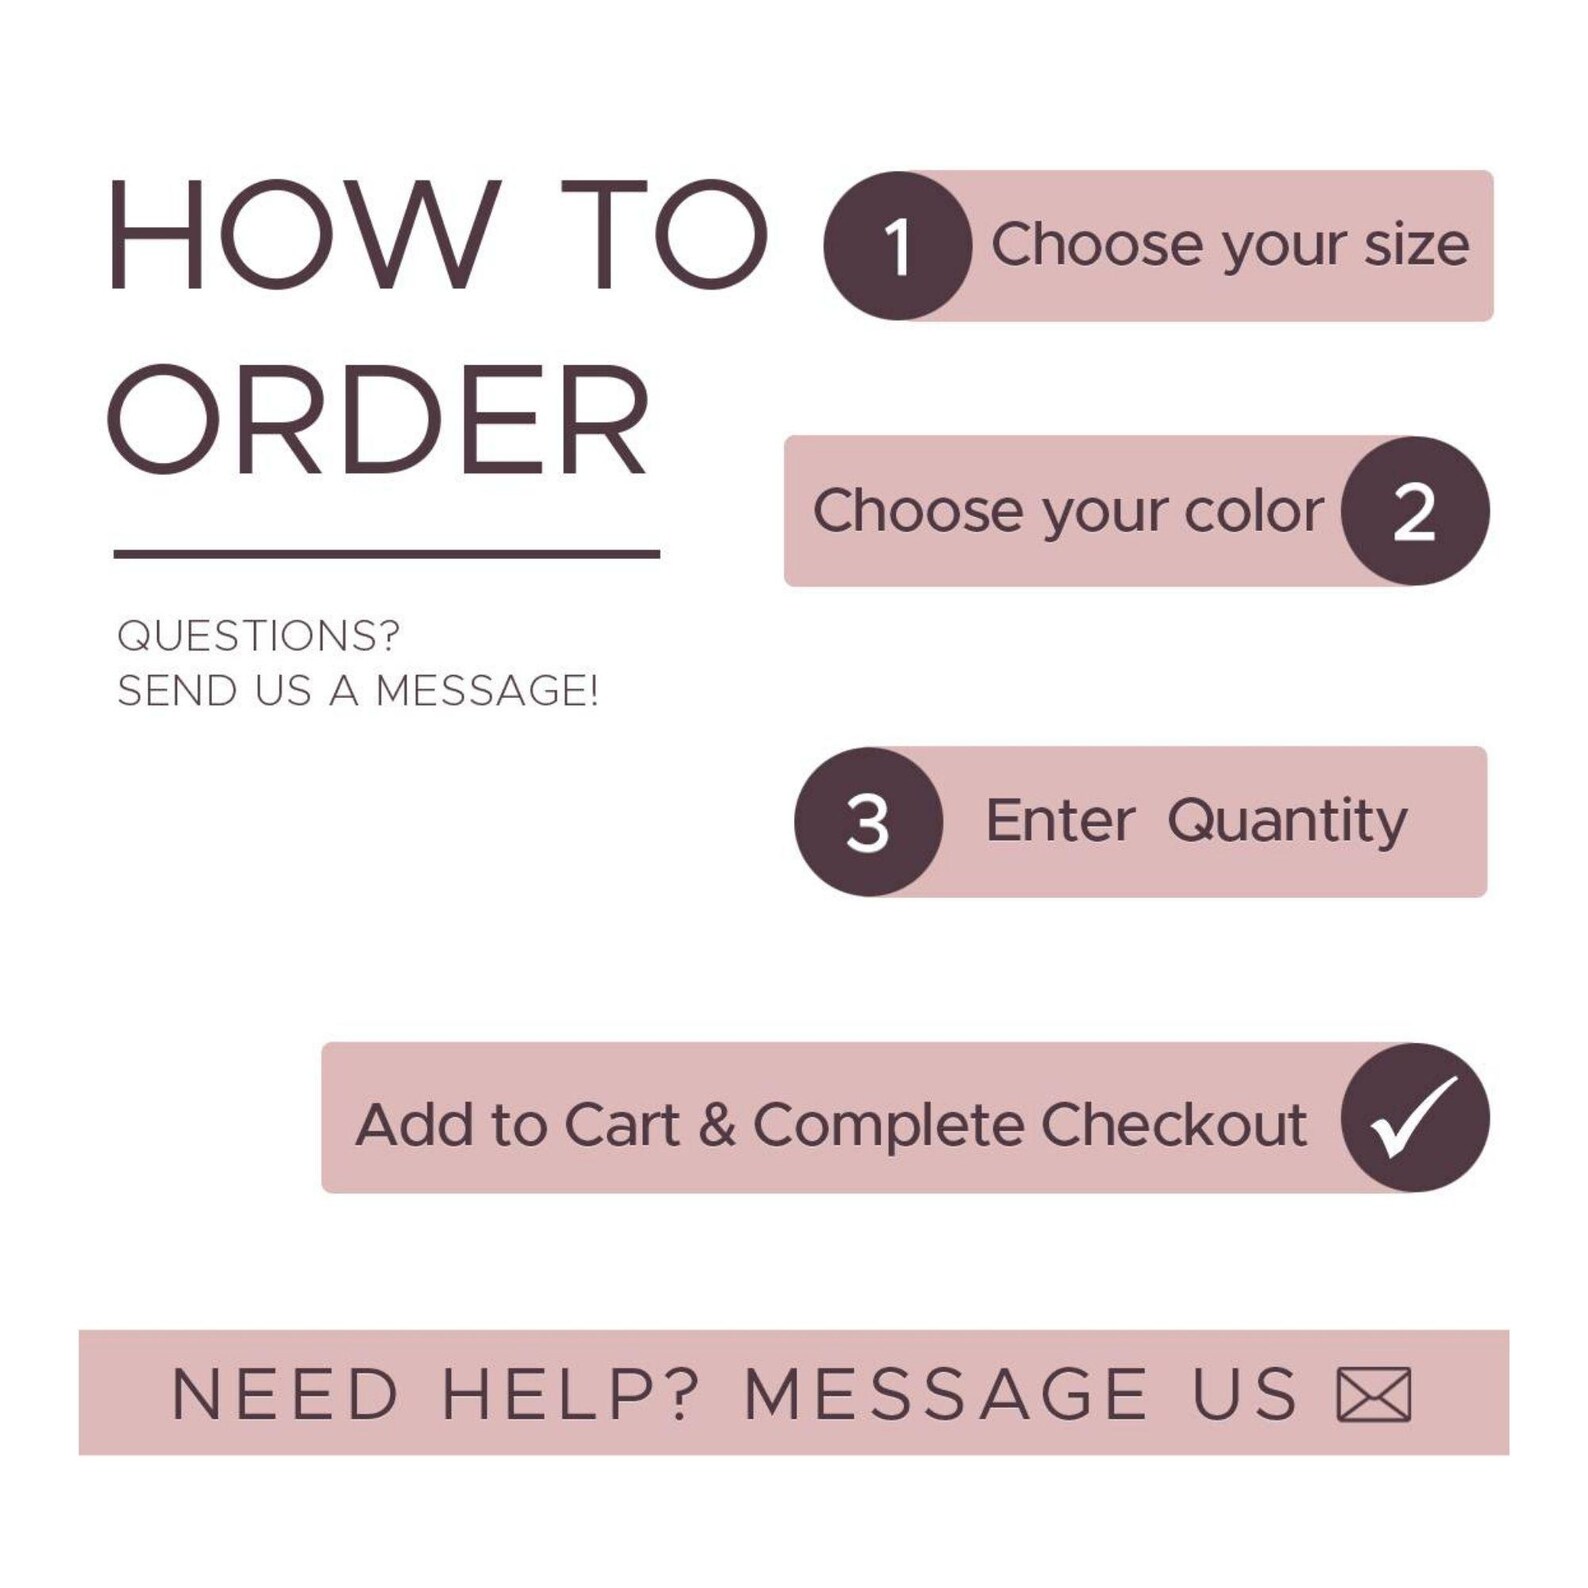 HOW TO
ORDER
QUESTIONS?
SEND US A MESSAGE!
1 Choose your size
Choose your color 2
3 Enter Quantity
Add to Cart & Complete Checkout
NEED HELP? MESSAGE US